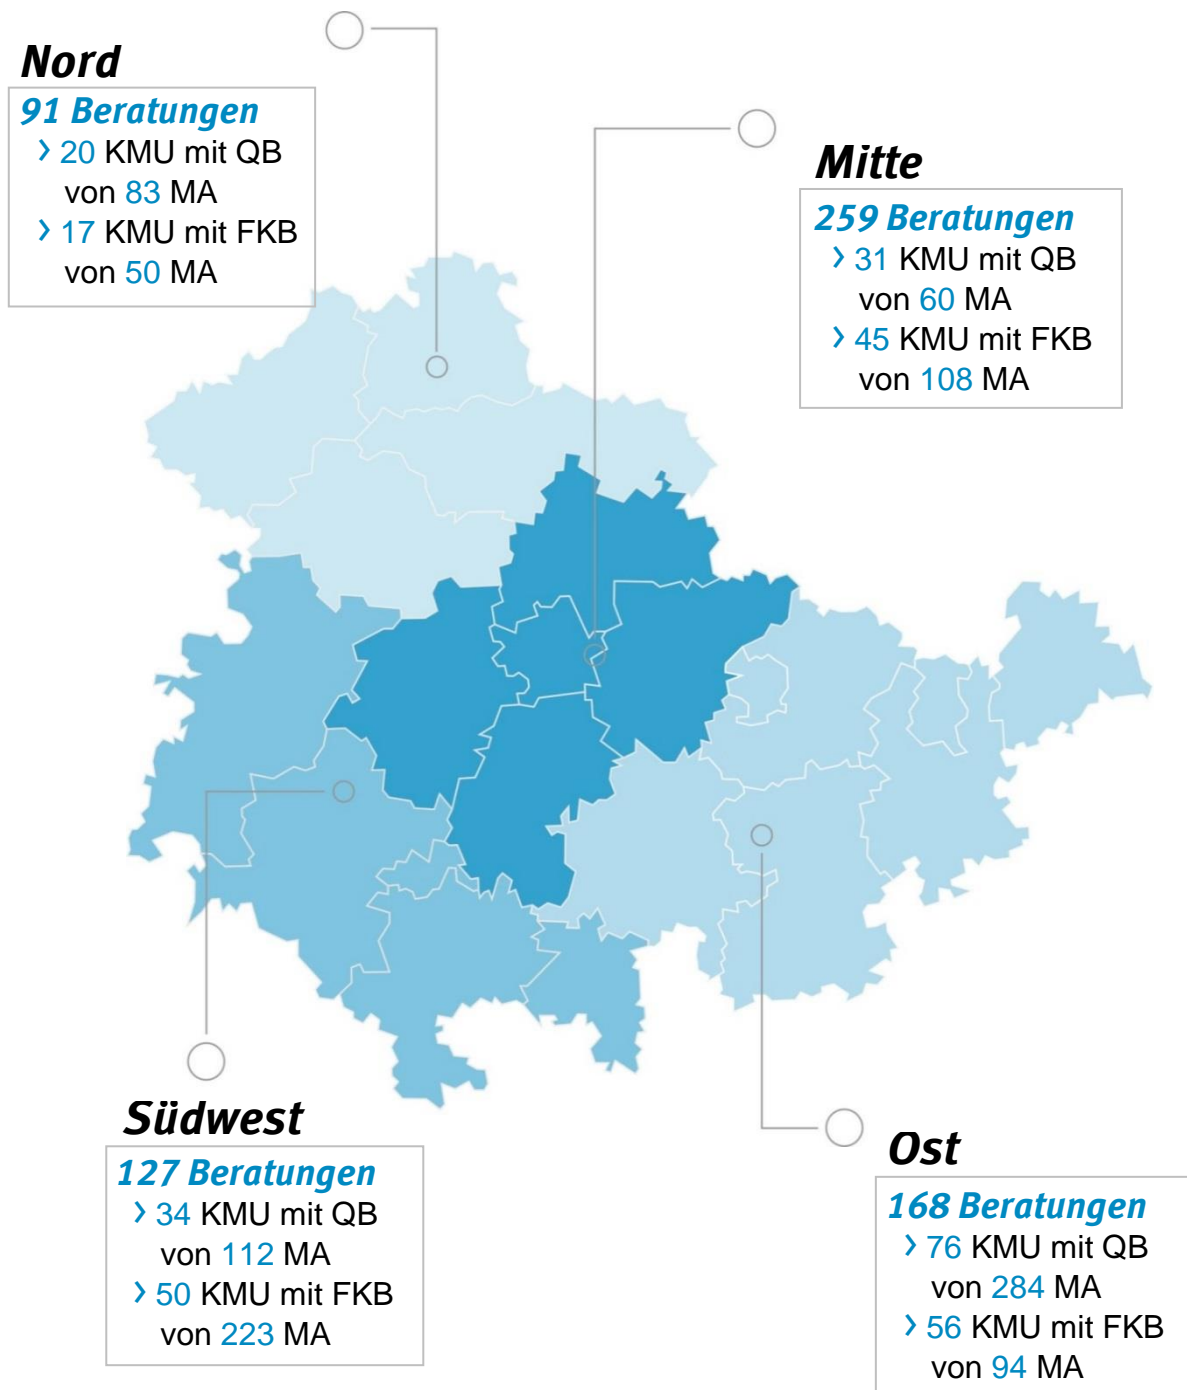 Nord
91 Beratungen
› 20 KMU mit QB
von 83 MA
› 17 KMU mit FKB
von 50 MA
Mitte
259 Beratungen
› 31 KMU mit QB
von 60 MA
› 45 KMU mit FKB
von 108 MA
Südwest
127 Beratungen
› 34 KMU mit QB
von 112 MA
› 50 KMU mit FKB
von 223 MA
Ost
168 Beratungen
› 76 KMU mit QB
von 284 MA
› 56 KMU mit FKB
von 94 MA